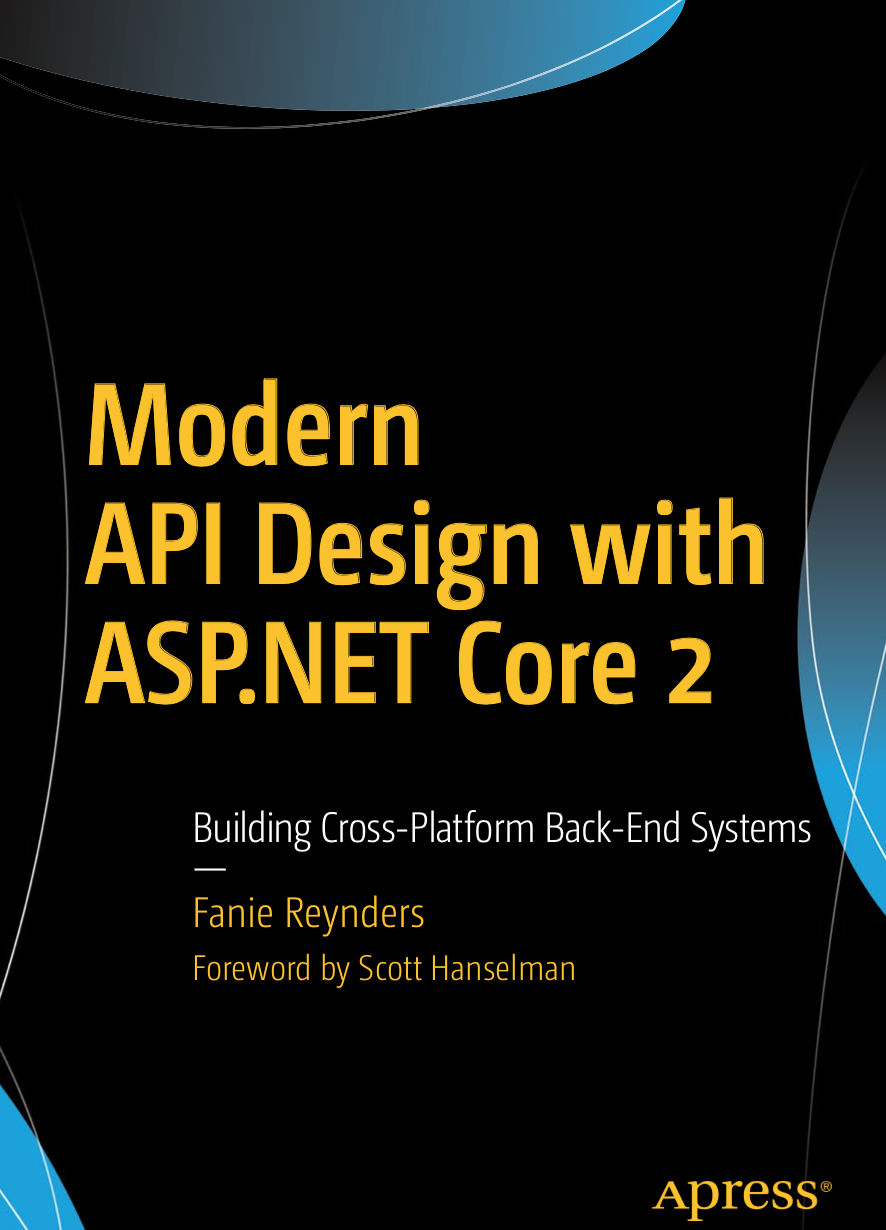 Modern
API Design with
ASP.NET Core 2
Building Cross-Platform Back-End Systems
—
Fanie Reynders
Foreword by Scott Hanselman
Apress®